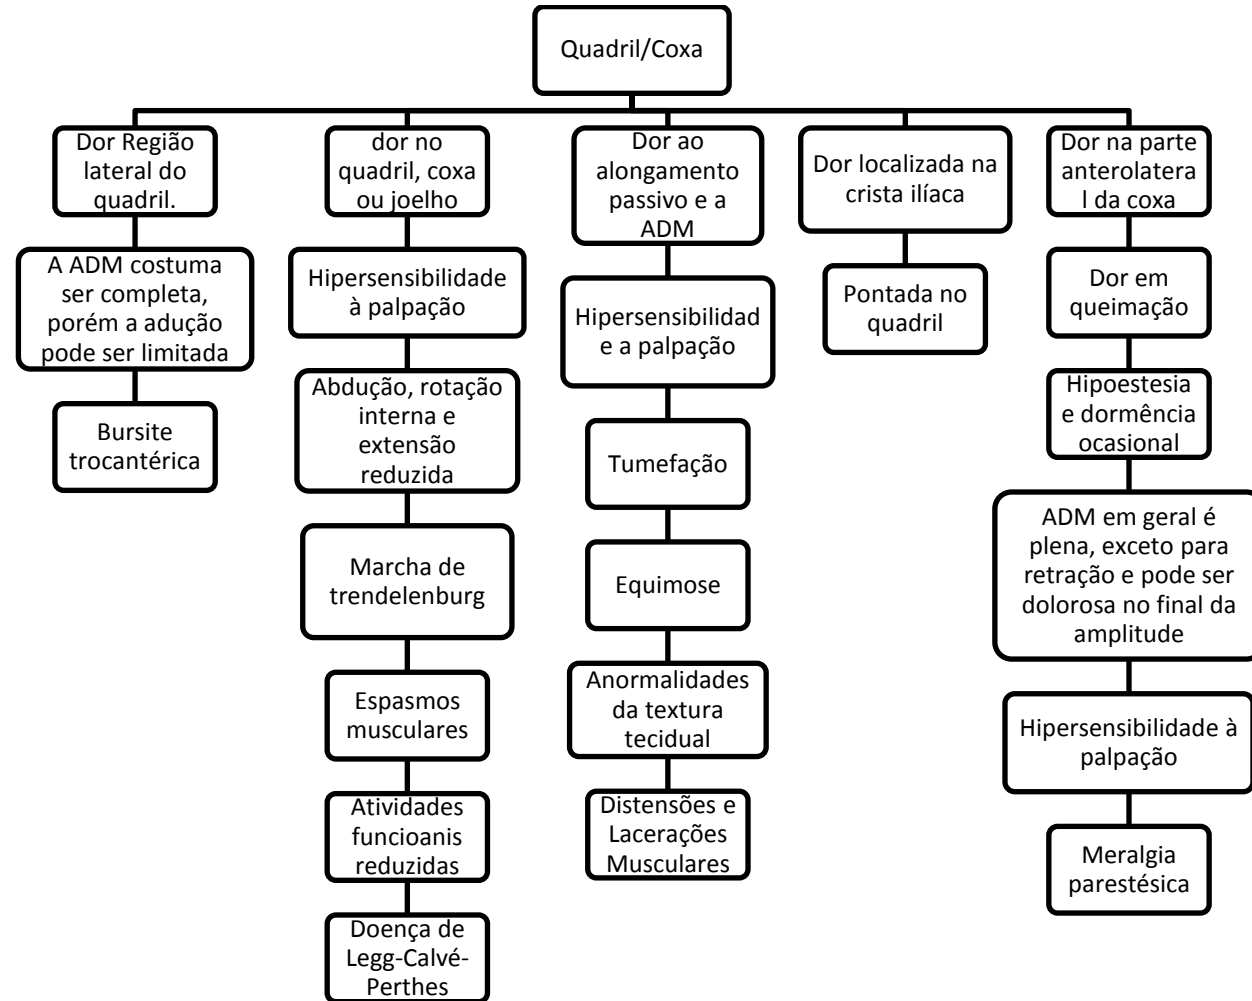 Quadril/Coxa
Dor Região
lateral do
quadril.
A ADM costuma
ser completa,
porém a adução
pode ser limitada
Bursite
trocantérica
dor no
quadril, coxa
ou joelho
Hipersensibilidade
à palpação
Abdução, rotação
interna e
extensão
reduzida
Marcha de
trendelenburg
Espasmos
musculares
Atividades
funcioanis
reduzidas
Doença de
Legg-Calvé-
Perthes
Dor ao
alongamento
passivo e a
ADM
Hipersensibilidad
e a palpação
Tumefação
Equimose
Anormalidades
da textura
tecidual
Distensões e
Lacerações
Musculares
Dor localizada na
crista ilíaca
Pontada no
quadril
Dor na parte
anterolatera
l da coxa
Dor em
queimação
Hipoestesia
e dormência
ocasional
ADM em geral é
plena, exceto para
retração e pode ser
dolorosa no final da
amplitude
Hipersensibilidade à
palpação
Meralgia
parestésica